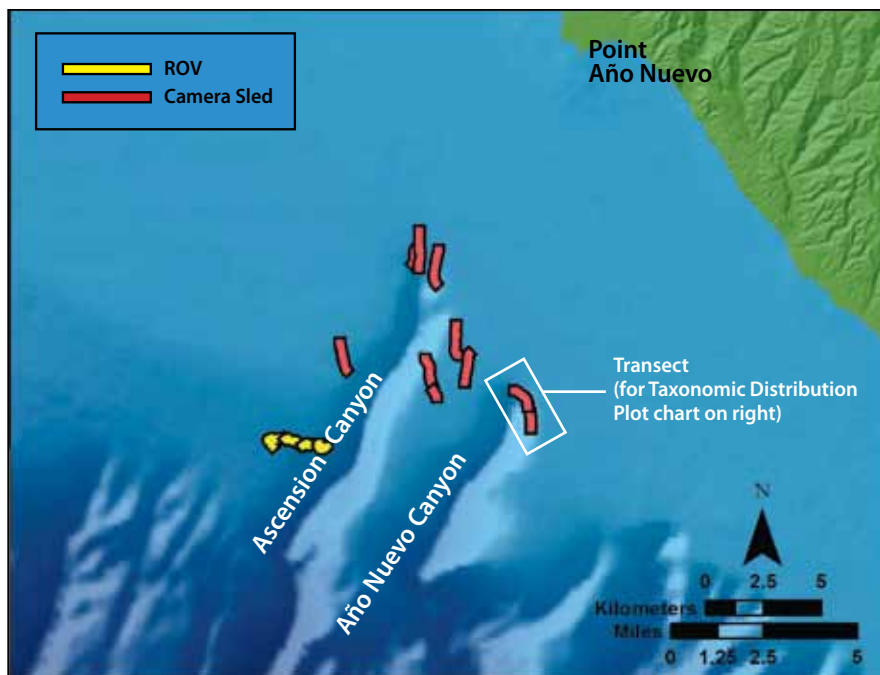 ROV
Camera Sled
Point
Año Nuevo
Transect
(for Taxonomic Distribution
Plot chart on right)
Ascension Canyon
Año Nuevo Canyon
N
0 2.5 5
Kilometers
Miles
0 1.25 2.5 5